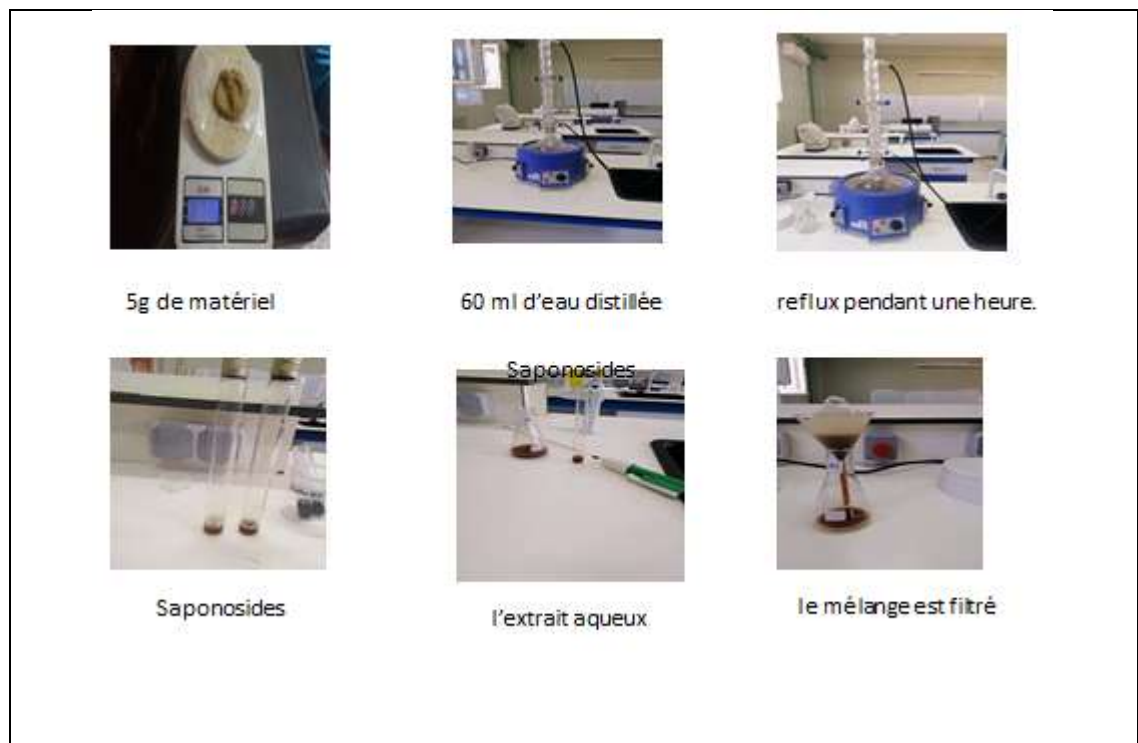 5g de matériel
60 ml d’eau distillée
reflux pendant une heure.
Saponosides
Saponosides
l’extrait aqueux
le mélange est filtré